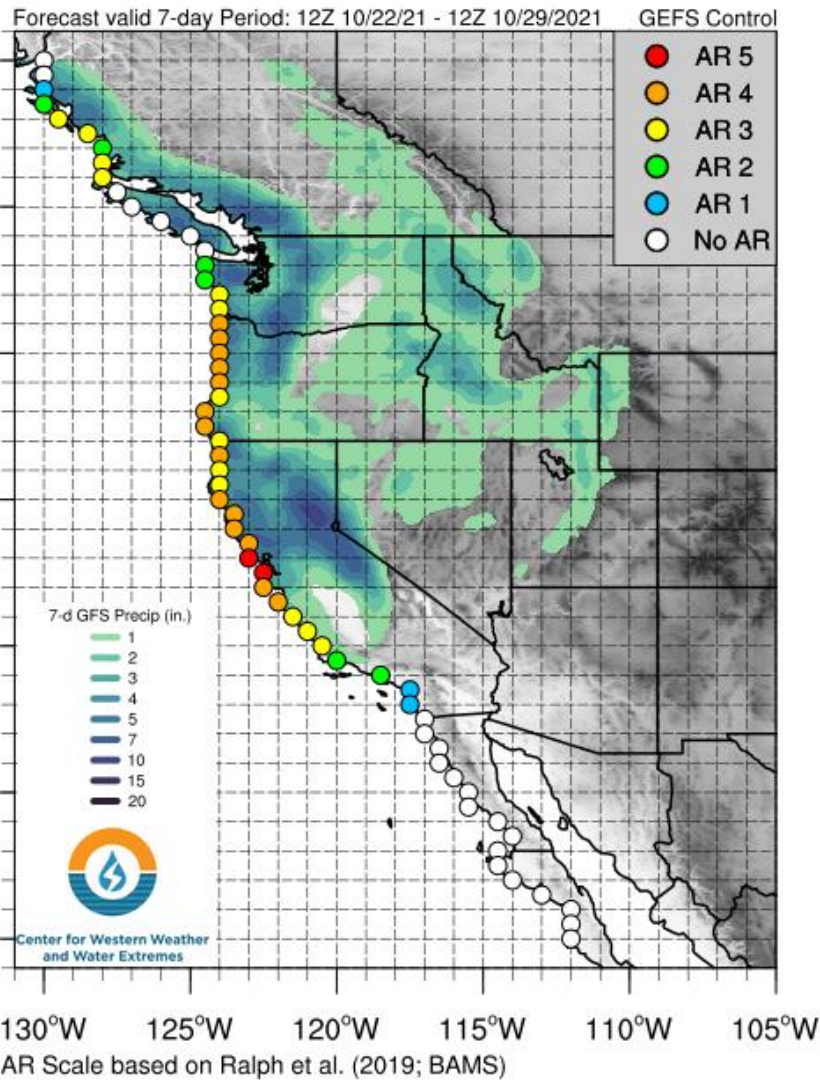 Forecast valid 7-day Period: 12Z 10/22/21 - 12Z 10/29/2021 GEFS Control
AR 5
AR 4
AR 3
AR 2
AR 1
No AR
7-d GFS Precip (in.)
1
2
3
4
5
7
10
15
20
Center for Western Weather
and Water Extremes
130°W 125°W 120°W 115°W 110°W 105°W
AR Scale based on Ralph et al. (2019; BAMS)